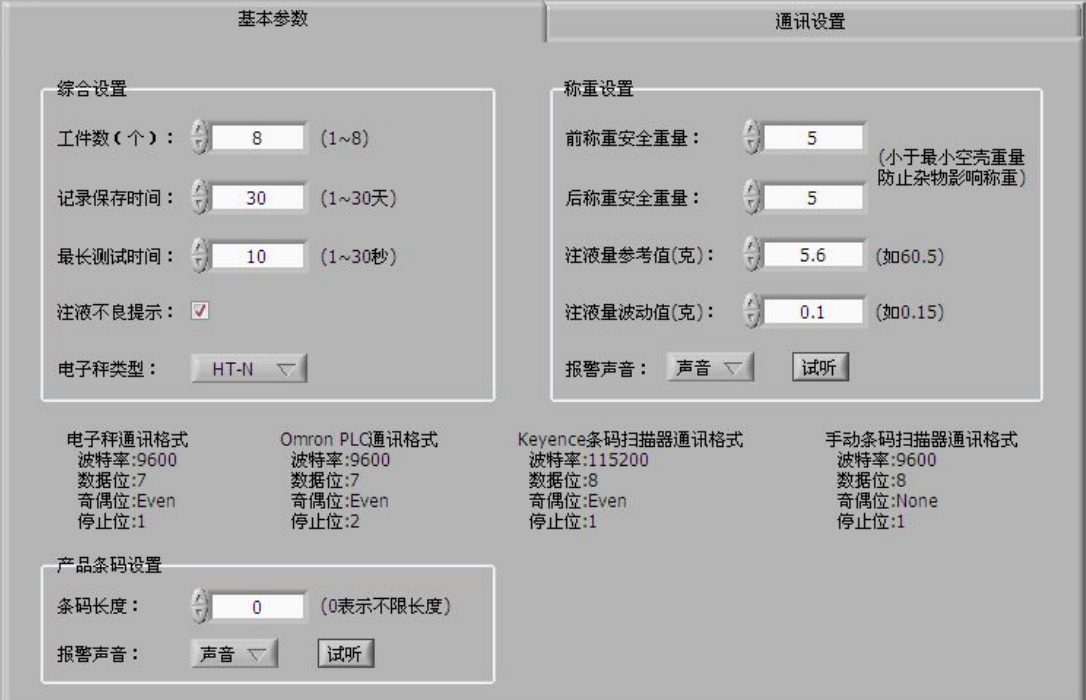 基本参数
通讯设置
综合设置
工件数(个)： 8 (1~8)
记录保存时间： 30 (1~30天)
最长测试时间： 10 (1~30秒)
注液不良提示：
电子秤类型： HT-N
称重设置
前称重安全重量： 5
(小于最小空壳重量
防止杂物影响称重)
后称重安全重量： 5
注液量参考值(克)： 5.6 (如60.5)
注液量波动值(克)： 0.1 (如0.15)
报警声音： 声音 试听
电子秤通讯格式
波特率:9600
数据位:7
奇偶位:Even
停止位:1
Omron PLC通讯格式
波特率:9600
数据位:7
奇偶位:Even
停止位:2
Keyence条码扫描器通讯格式
波特率:115200
数据位:8
奇偶位:Even
停止位:1
手动条码扫描器通讯格式
波特率:9600
数据位:8
奇偶位:None
停止位:1
产品条码设置
条码长度： 0 (0表示不限长度)
报警声音： 声音 试听